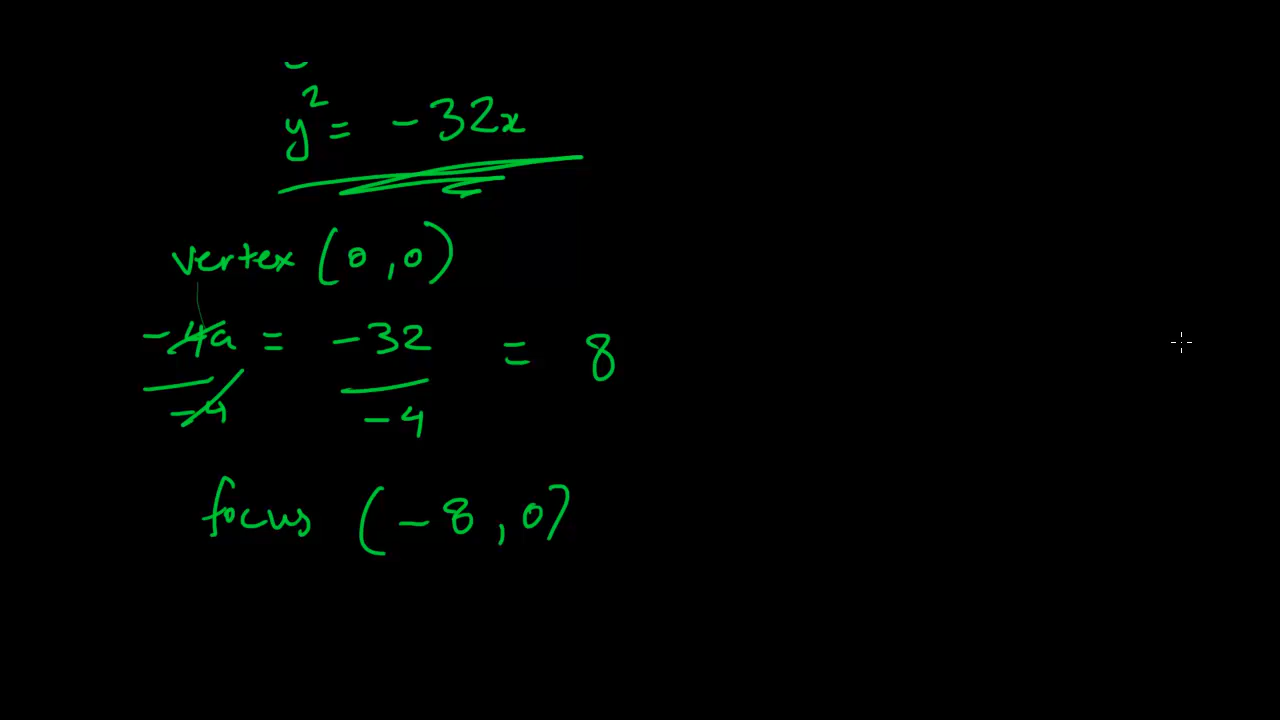 y² = -32x
vertex (0,0)
-4a/-4 = -32/-4 = 8
focus (-8,0)